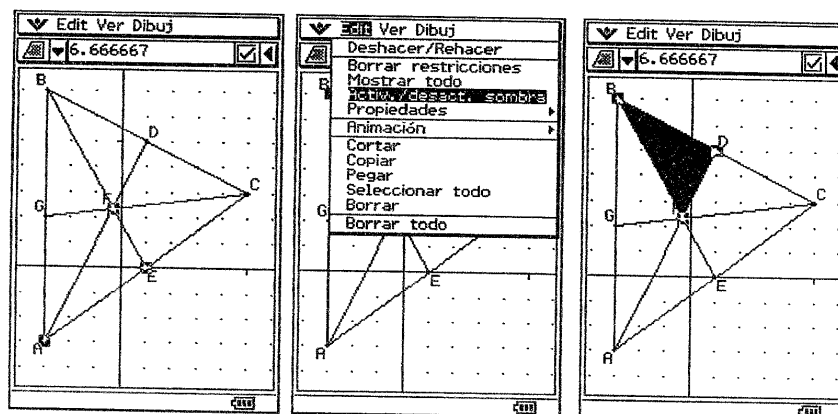 Edit Ver Dibuj
6.666667
B
D
C
G
F
E
A
Edit Ver Dibuj
Deshacer/Rehacer
Borrar restricciones
Mostrar todo
Activ./desact. sombra
Propiedades
Animación
Cortar
Copiar
Pegar
Seleccionar todo
Borrar
Borrar todo
B
G
E
A
Edit Ver Dibuj
6.666667
B
D
C
G
E
A